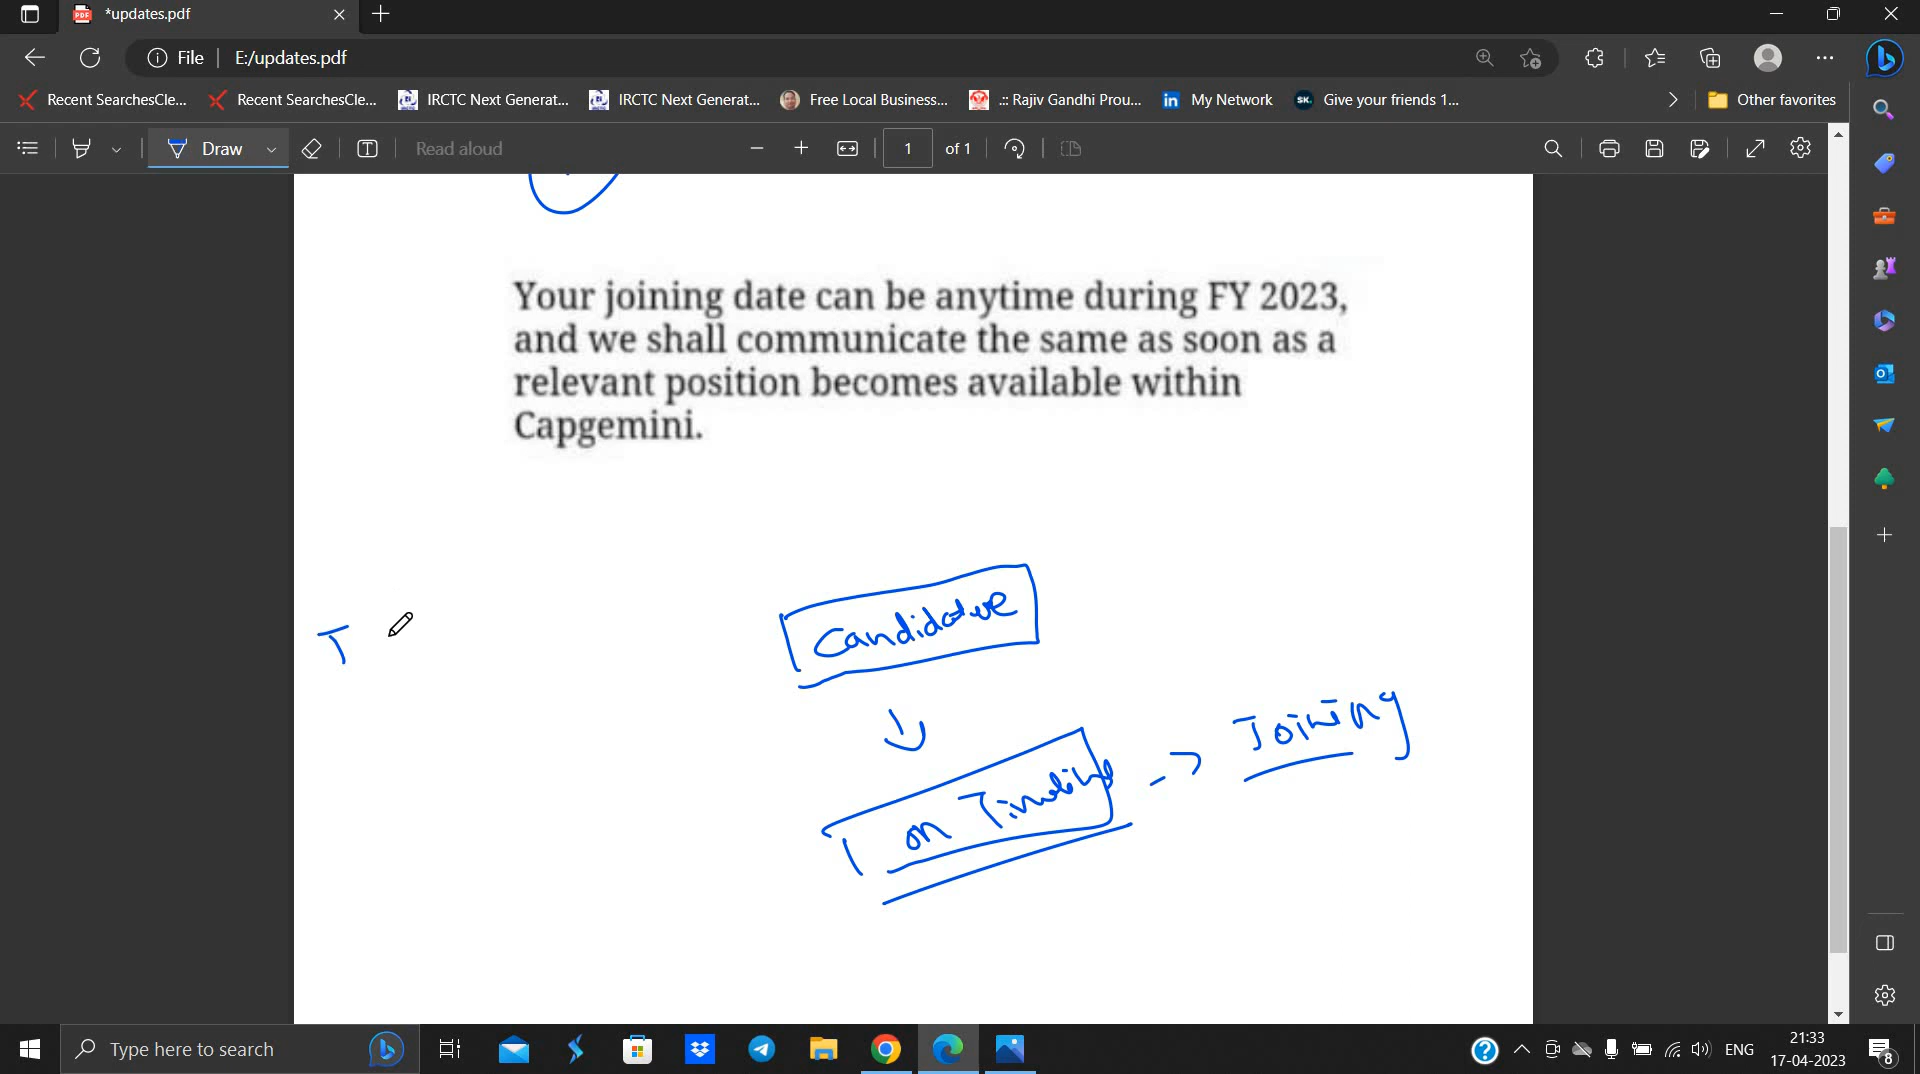 *updates.pdf
File
E:/updates.pdf
Recent SearchesCle...
Recent SearchesCle...
IRCTC Next Generat...
IRCTC Next Generat...
Free Local Business...
.:: Rajiv Gandhi Prou...
My Network
Give your friends 1...
Other favorites
Draw
Read aloud
1
of 1
Your joining date can be anytime during FY 2023,
and we shall communicate the same as soon as a
relevant position becomes available within
Capgemini.
T
on
Joining
Type here to search
ENG
21:33
17-04-2023
8